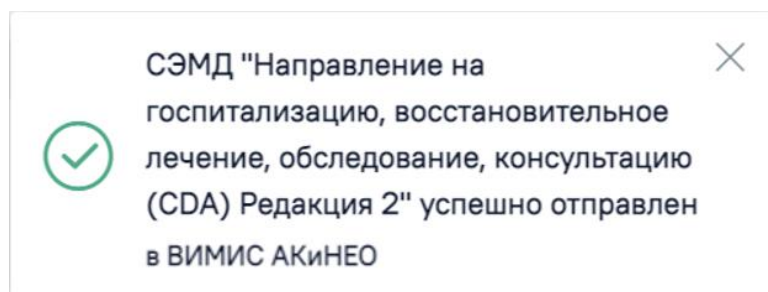 СЭМД "Направление на
госпитализацию, восстановительное
лечение, обследование, консультацию
(CDA) Редакция 2" успешно отправлен
в ВИМИС АКиНЕО